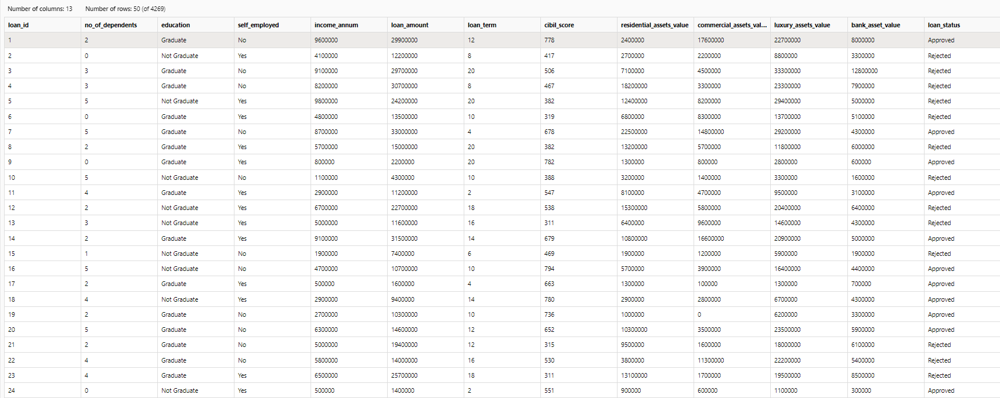 Number of columns: 13 Number of rows: 50 (of 4269)
loan_id no_of_dependents education self_employed income_annum loan_amount loan_term cibil_score residential_assets_value commercial_assets_val... luxury_assets_value bank_asset_value loan_status
1 2 Graduate No 9600000 29900000 12 778 2400000 17600000 22700000 8000000 Approved
2 0 Not Graduate Yes 4100000 12200000 8 417 2700000 2200000 8800000 3300000 Rejected
3 3 Graduate No 9100000 29700000 20 506 7100000 4500000 33300000 12800000 Rejected
4 3 Graduate No 8200000 30700000 8 467 18200000 3300000 23300000 7900000 Rejected
5 5 Not Graduate Yes 9800000 24200000 20 382 12400000 8200000 29400000 5000000 Rejected
6 0 Graduate Yes 4800000 13500000 10 319 6800000 8300000 13700000 5100000 Rejected
7 5 Graduate No 8700000 33000000 4 678 22500000 14800000 29200000 4300000 Approved
8 2 Graduate Yes 5700000 15000000 20 382 13200000 5700000 11800000 6000000 Rejected
9 0 Graduate Yes 800000 2200000 20 782 1300000 800000 2800000 600000 Approved
10 5 Not Graduate No 1100000 4300000 10 388 3200000 1400000 3300000 1600000 Rejected
11 4 Graduate Yes 2900000 11200000 2 547 8100000 4700000 9500000 3100000 Approved
12 2 Not Graduate Yes 6700000 22700000 18 538 15300000 5800000 20400000 6400000 Rejected
13 3 Not Graduate Yes 5000000 11600000 16 311 6400000 9600000 14600000 4300000 Rejected
14 2 Graduate Yes 9100000 31500000 14 679 10800000 16600000 20900000 5000000 Approved
15 1 Not Graduate No 1900000 7400000 6 469 1900000 1200000 5900000 1900000 Rejected
16 5 Not Graduate No 4700000 10700000 10 794 5700000 3900000 16400000 4400000 Approved
17 2 Graduate Yes 500000 1600000 4 663 1300000 100000 1300000 700000 Approved
18 4 Not Graduate Yes 2900000 9400000 14 780 2900000 2800000 6700000 4300000 Approved
19 2 Graduate No 2700000 10300000 10 736 1000000 0 6200000 3300000 Approved
20 5 Graduate No 6300000 14600000 12 652 10300000 3500000 23500000 5900000 Approved
21 2 Graduate No 5000000 19400000 12 315 9500000 1600000 18000000 6100000 Rejected
22 4 Graduate No 5800000 14000000 16 530 3800000 11300000 22200000 5400000 Rejected
23 4 Graduate Yes 6500000 25700000 18 311 13100000 1700000 19500000 8500000 Rejected
24 0 Not Graduate Yes 500000 1400000 2 551 900000 600000 1100000 300000 Approved